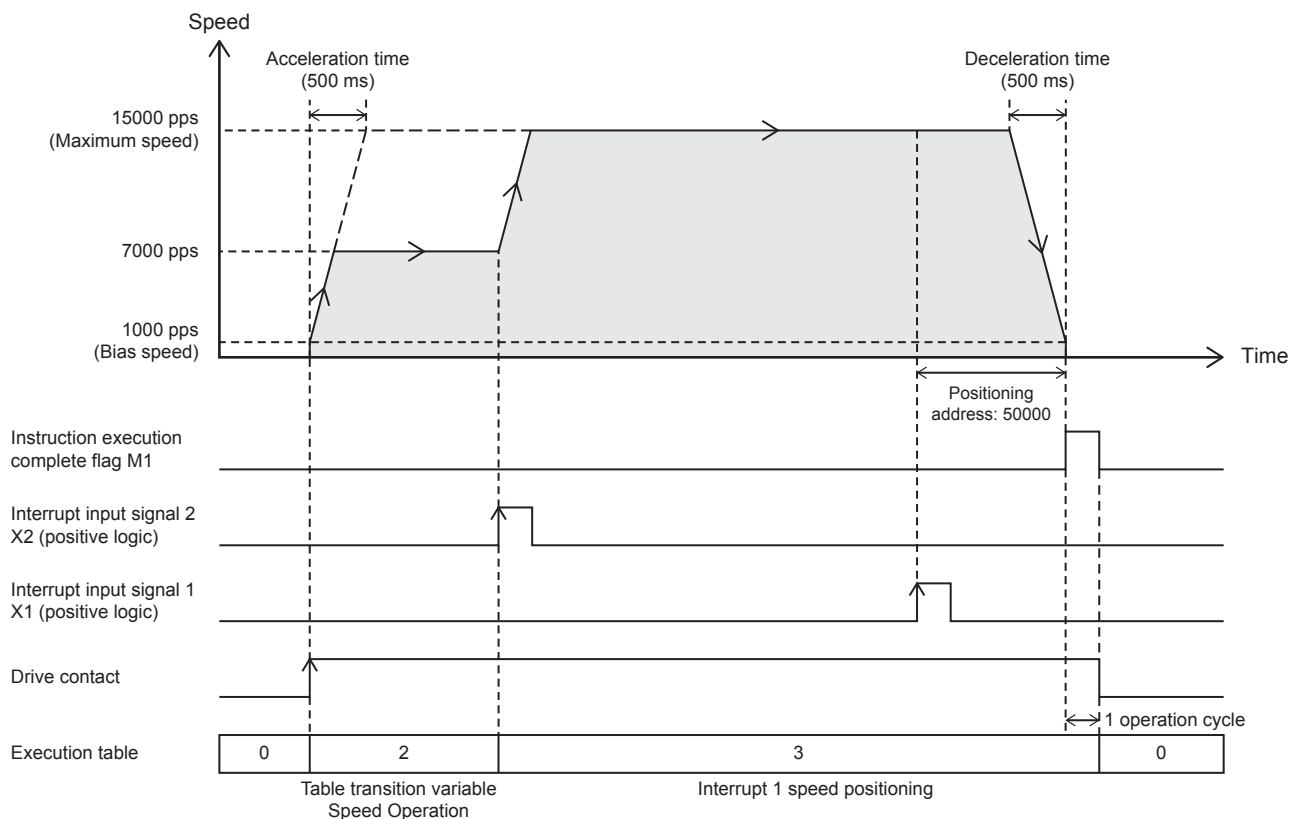 Speed
Acceleration time
(500 ms)
Deceleration time
(500 ms)
15000 pps
(Maximum speed)
7000 pps
1000 pps
(Bias speed)
Time
Positioning
address: 50000
Instruction execution
complete flag M1
Interrupt input signal 2
X2 (positive logic)
Interrupt input signal 1
X1 (positive logic)
Drive contact
1 operation cycle
Execution table
0
2
3
0
Table transition variable
Speed Operation
Interrupt 1 speed positioning